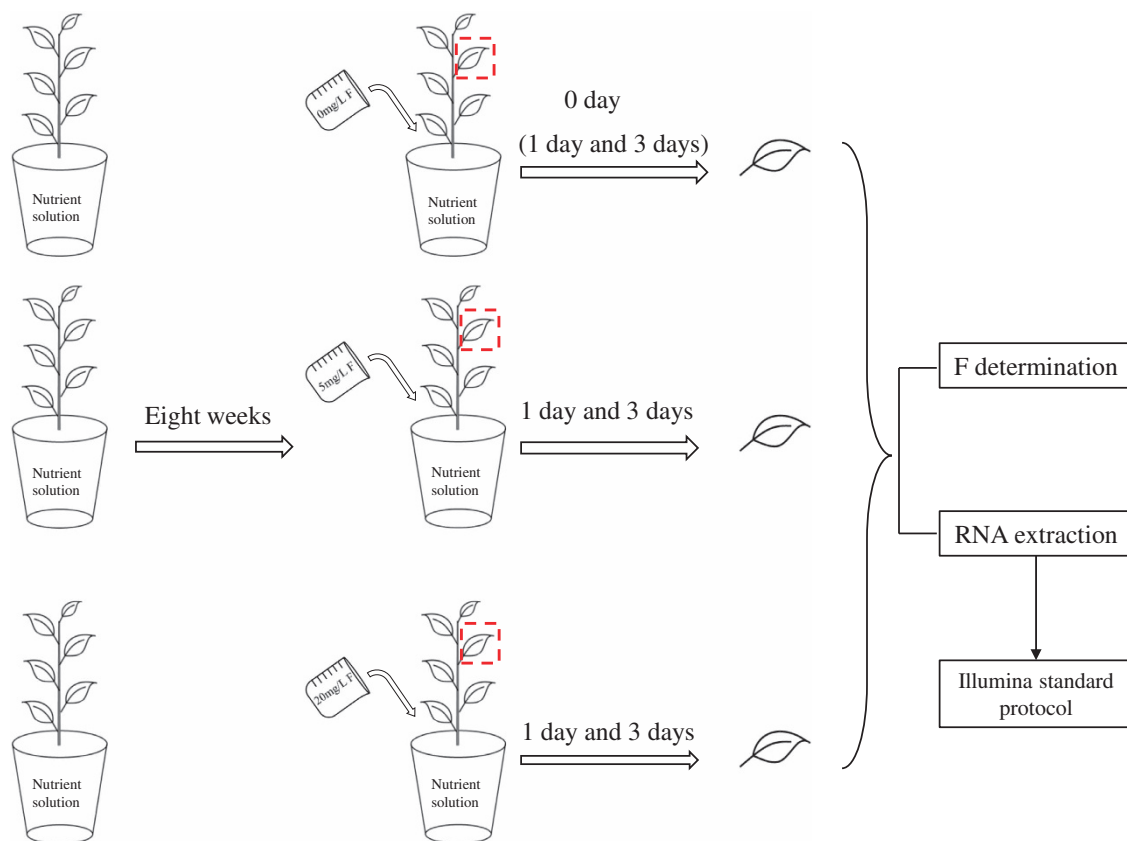 0mg/L F
0 day
(1 day and 3 days)
Nutrient
solution
Nutrient
solution
5mg/L F
Eight weeks
1 day and 3 days
Nutrient
solution
Nutrient
solution
20mg/L F
1 day and 3 days
Nutrient
solution
Nutrient
solution
F determination
RNA extraction
Illumina standard
protocol